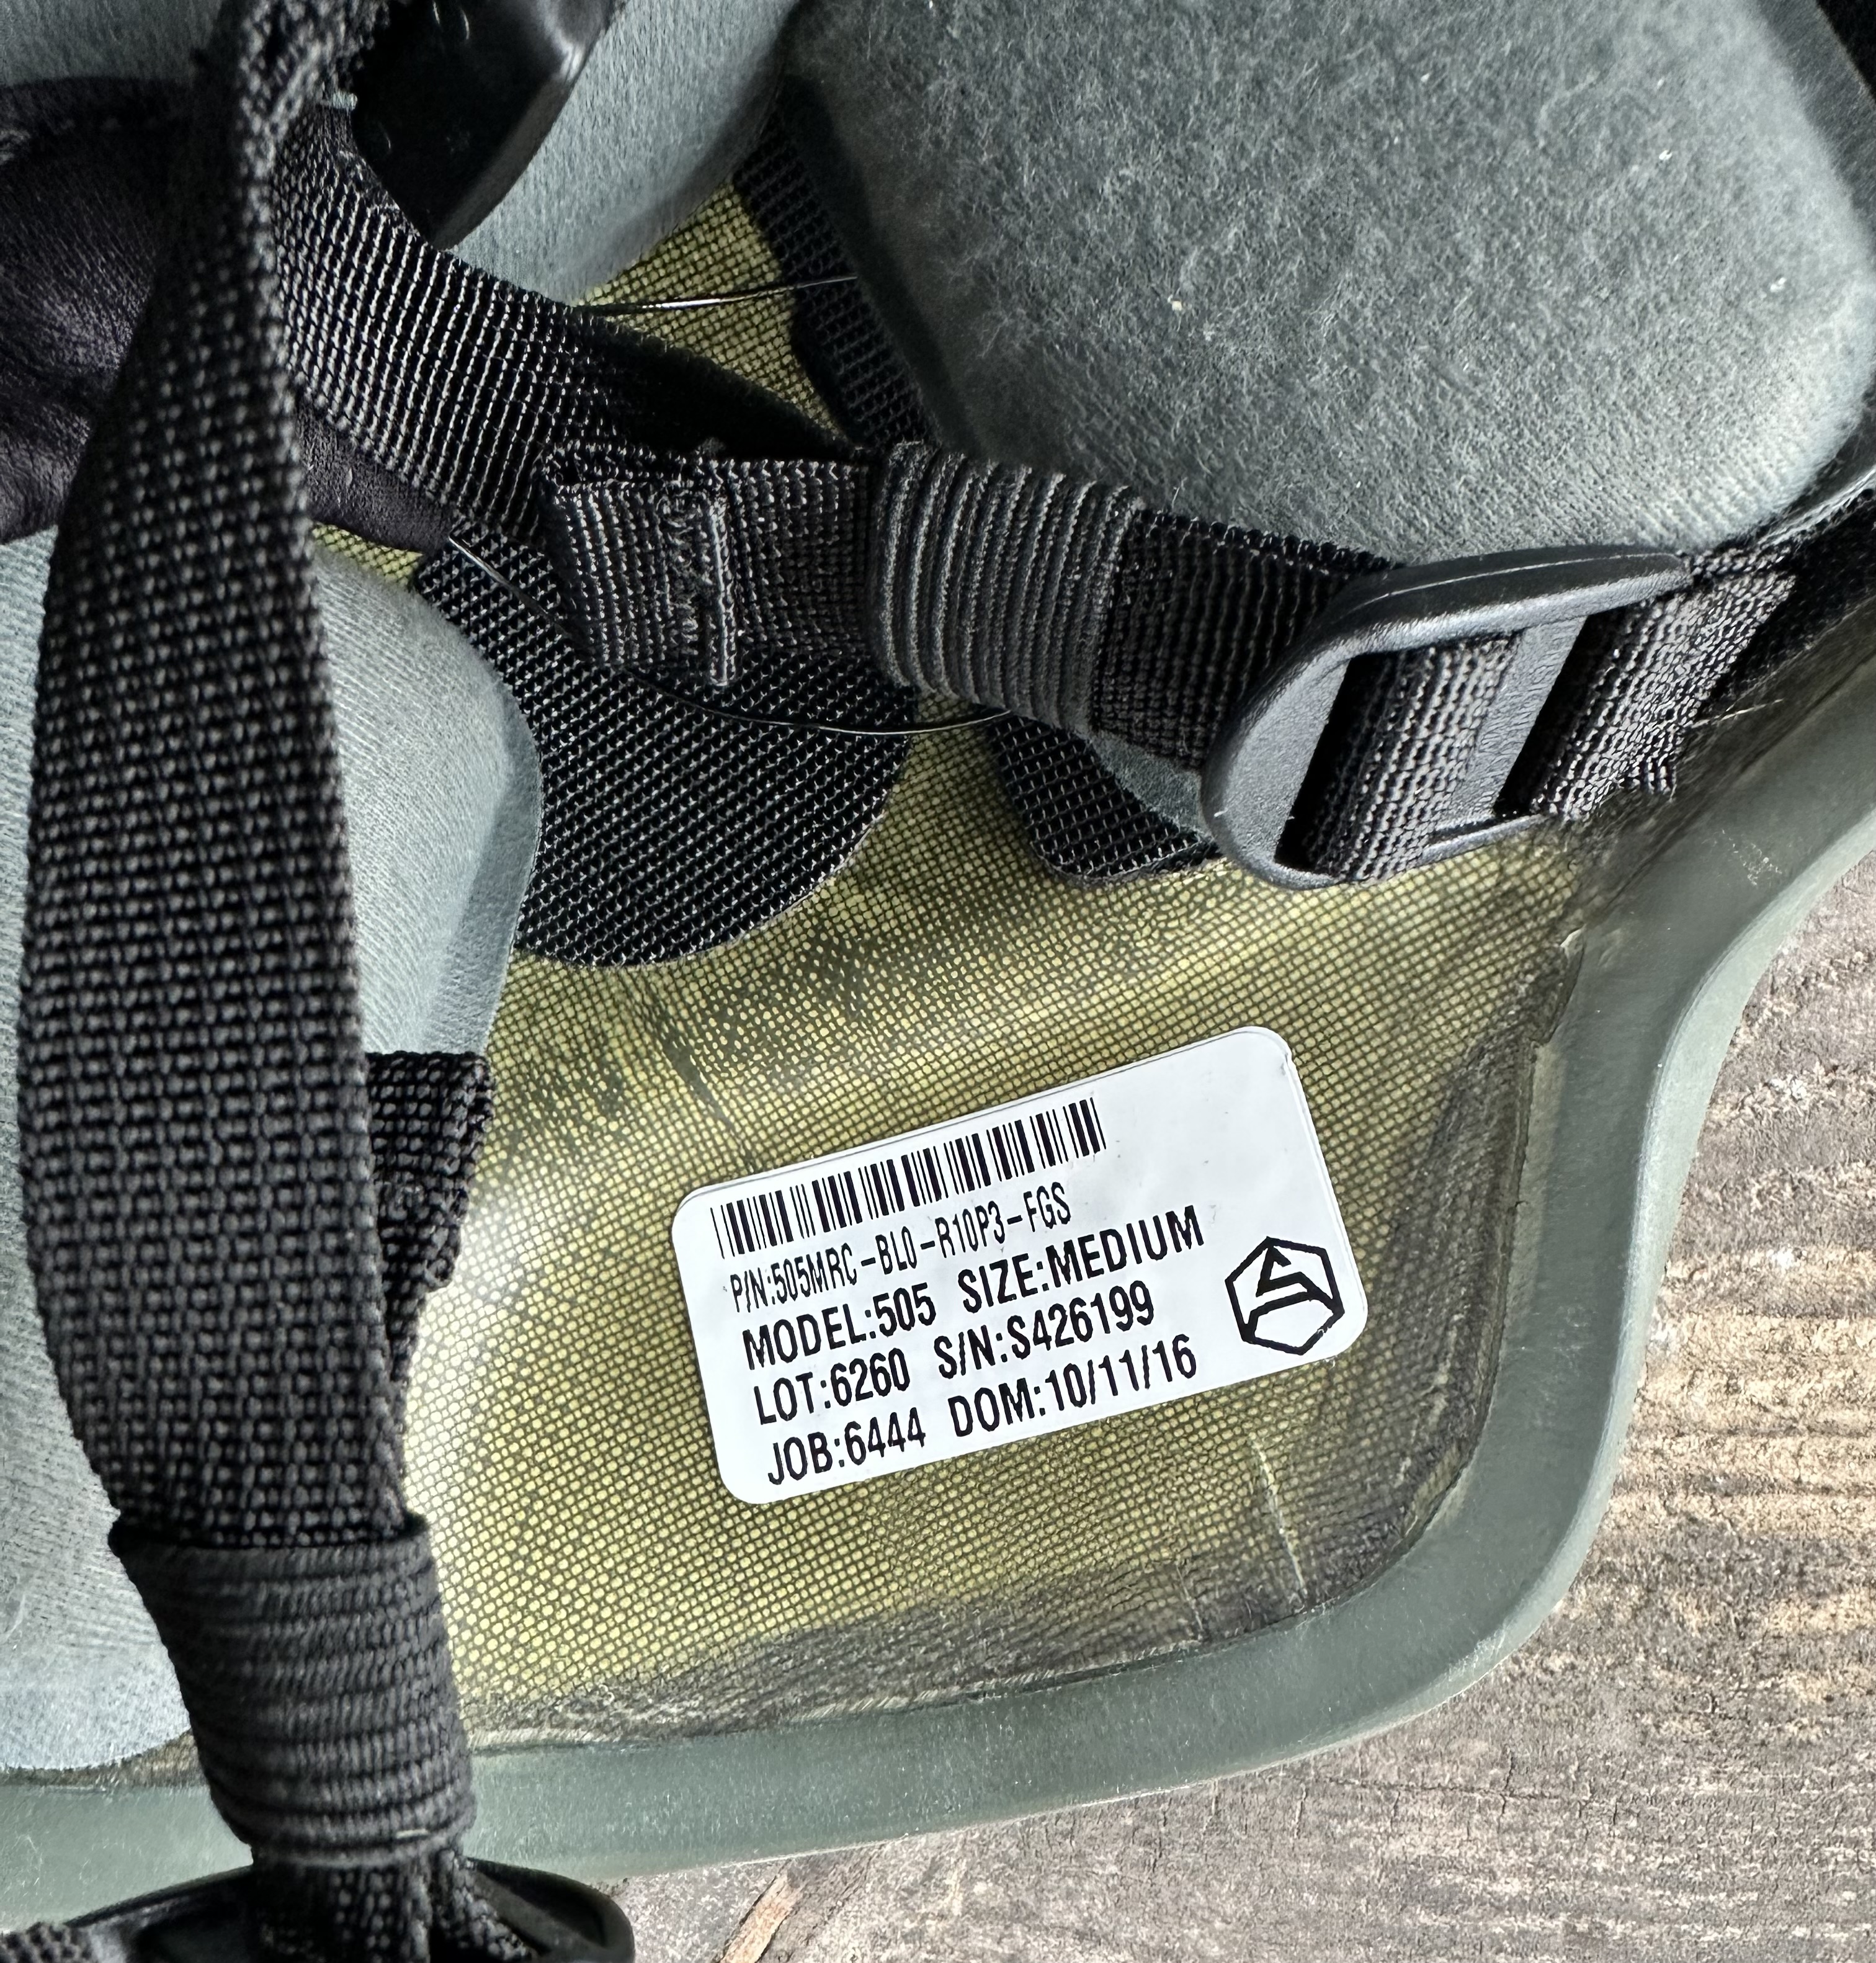 P/N:505MRC-BL0-R10P3-FGS
MODEL:505 SIZE:MEDIUM
LOT:6260 S/N:S426199
JOB:6444 DOM:10/11/16